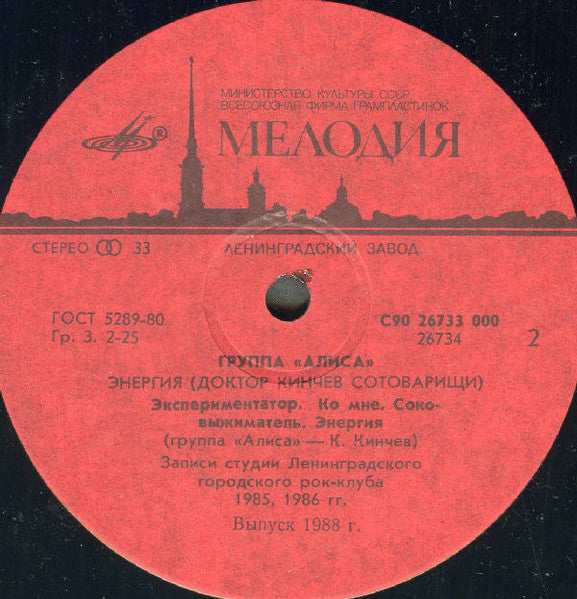 МИНИСТЕРСТВО КУЛЬТУРЫ СССР
ВСЕСОЮЗНАЯ ФИРМА ГРАМПЛАСТИНОК
® МЕЛОДИЯ
СТЕРЕО 33 ЛЕНИНГРАДСКИЙ ЗАВОД
ГОСТ 5289-80 С90 26733 000
Гр. 3. 2-25 26734 2
ГРУППА «АЛИСА»
ЭНЕРГИЯ (ДОКТОР КИНЧЕВ СОТОВАРИЩИ)
Экспериментатор. Ко мне. Соко-
выжиматель. Энергия
(группа «Алиса» — К. Кинчев)
Записи студии Ленинградского
городского рок-клуба
1985, 1986 гг.
Выпуск 1988 г.